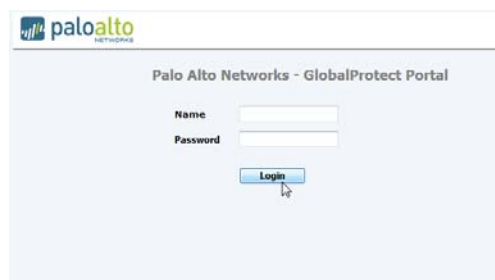 paloalto
NETWORKS
Palo Alto Networks - GlobalProtect Portal
Name
Password
Login